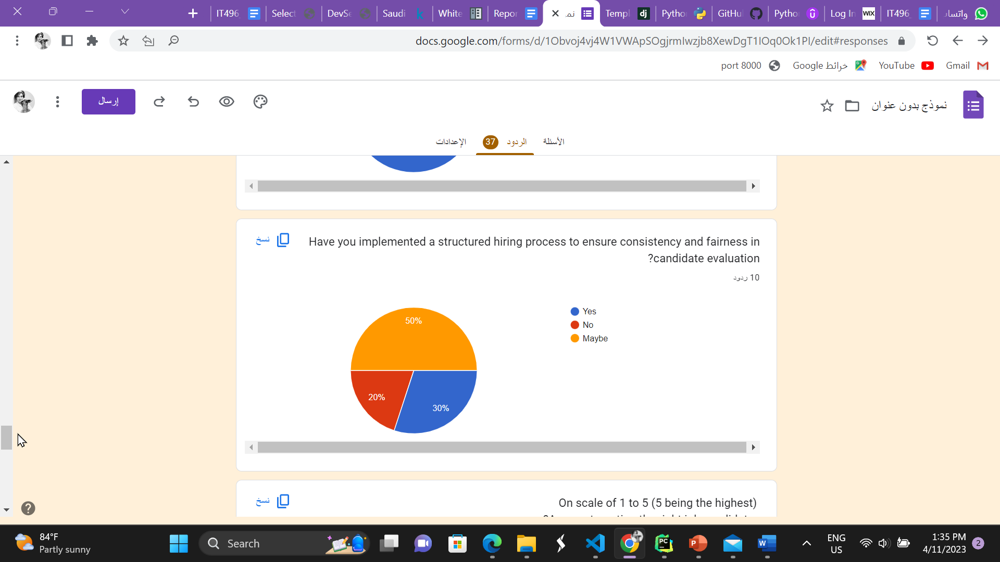 IT496
Select
DevSe
Saudi
White
Repor
نم
Templ
Pytho
GitHu
Pytho
Log In
WIX
IT496
واتساب
docs.google.com/forms/d/1Obvoj4vj4W1VWApSOgjrmIwzjb8XewDgT1IOq0Ok1PI/edit#responses
port 8000
خرائط Google
YouTube
Gmail
إرسال
نموذج بدون عنوان
الأسئلة
الردود 37
الإعدادات
نسخ
Have you implemented a structured hiring process to ensure consistency and fairness in
?candidate evaluation
10 ردود
50%
20%
30%
Yes
No
Maybe
نسخ
On scale of 1 to 5 (5 being the highest)
84°F
Partly sunny
Search
ENG
US
1:35 PM
4/11/2023
2